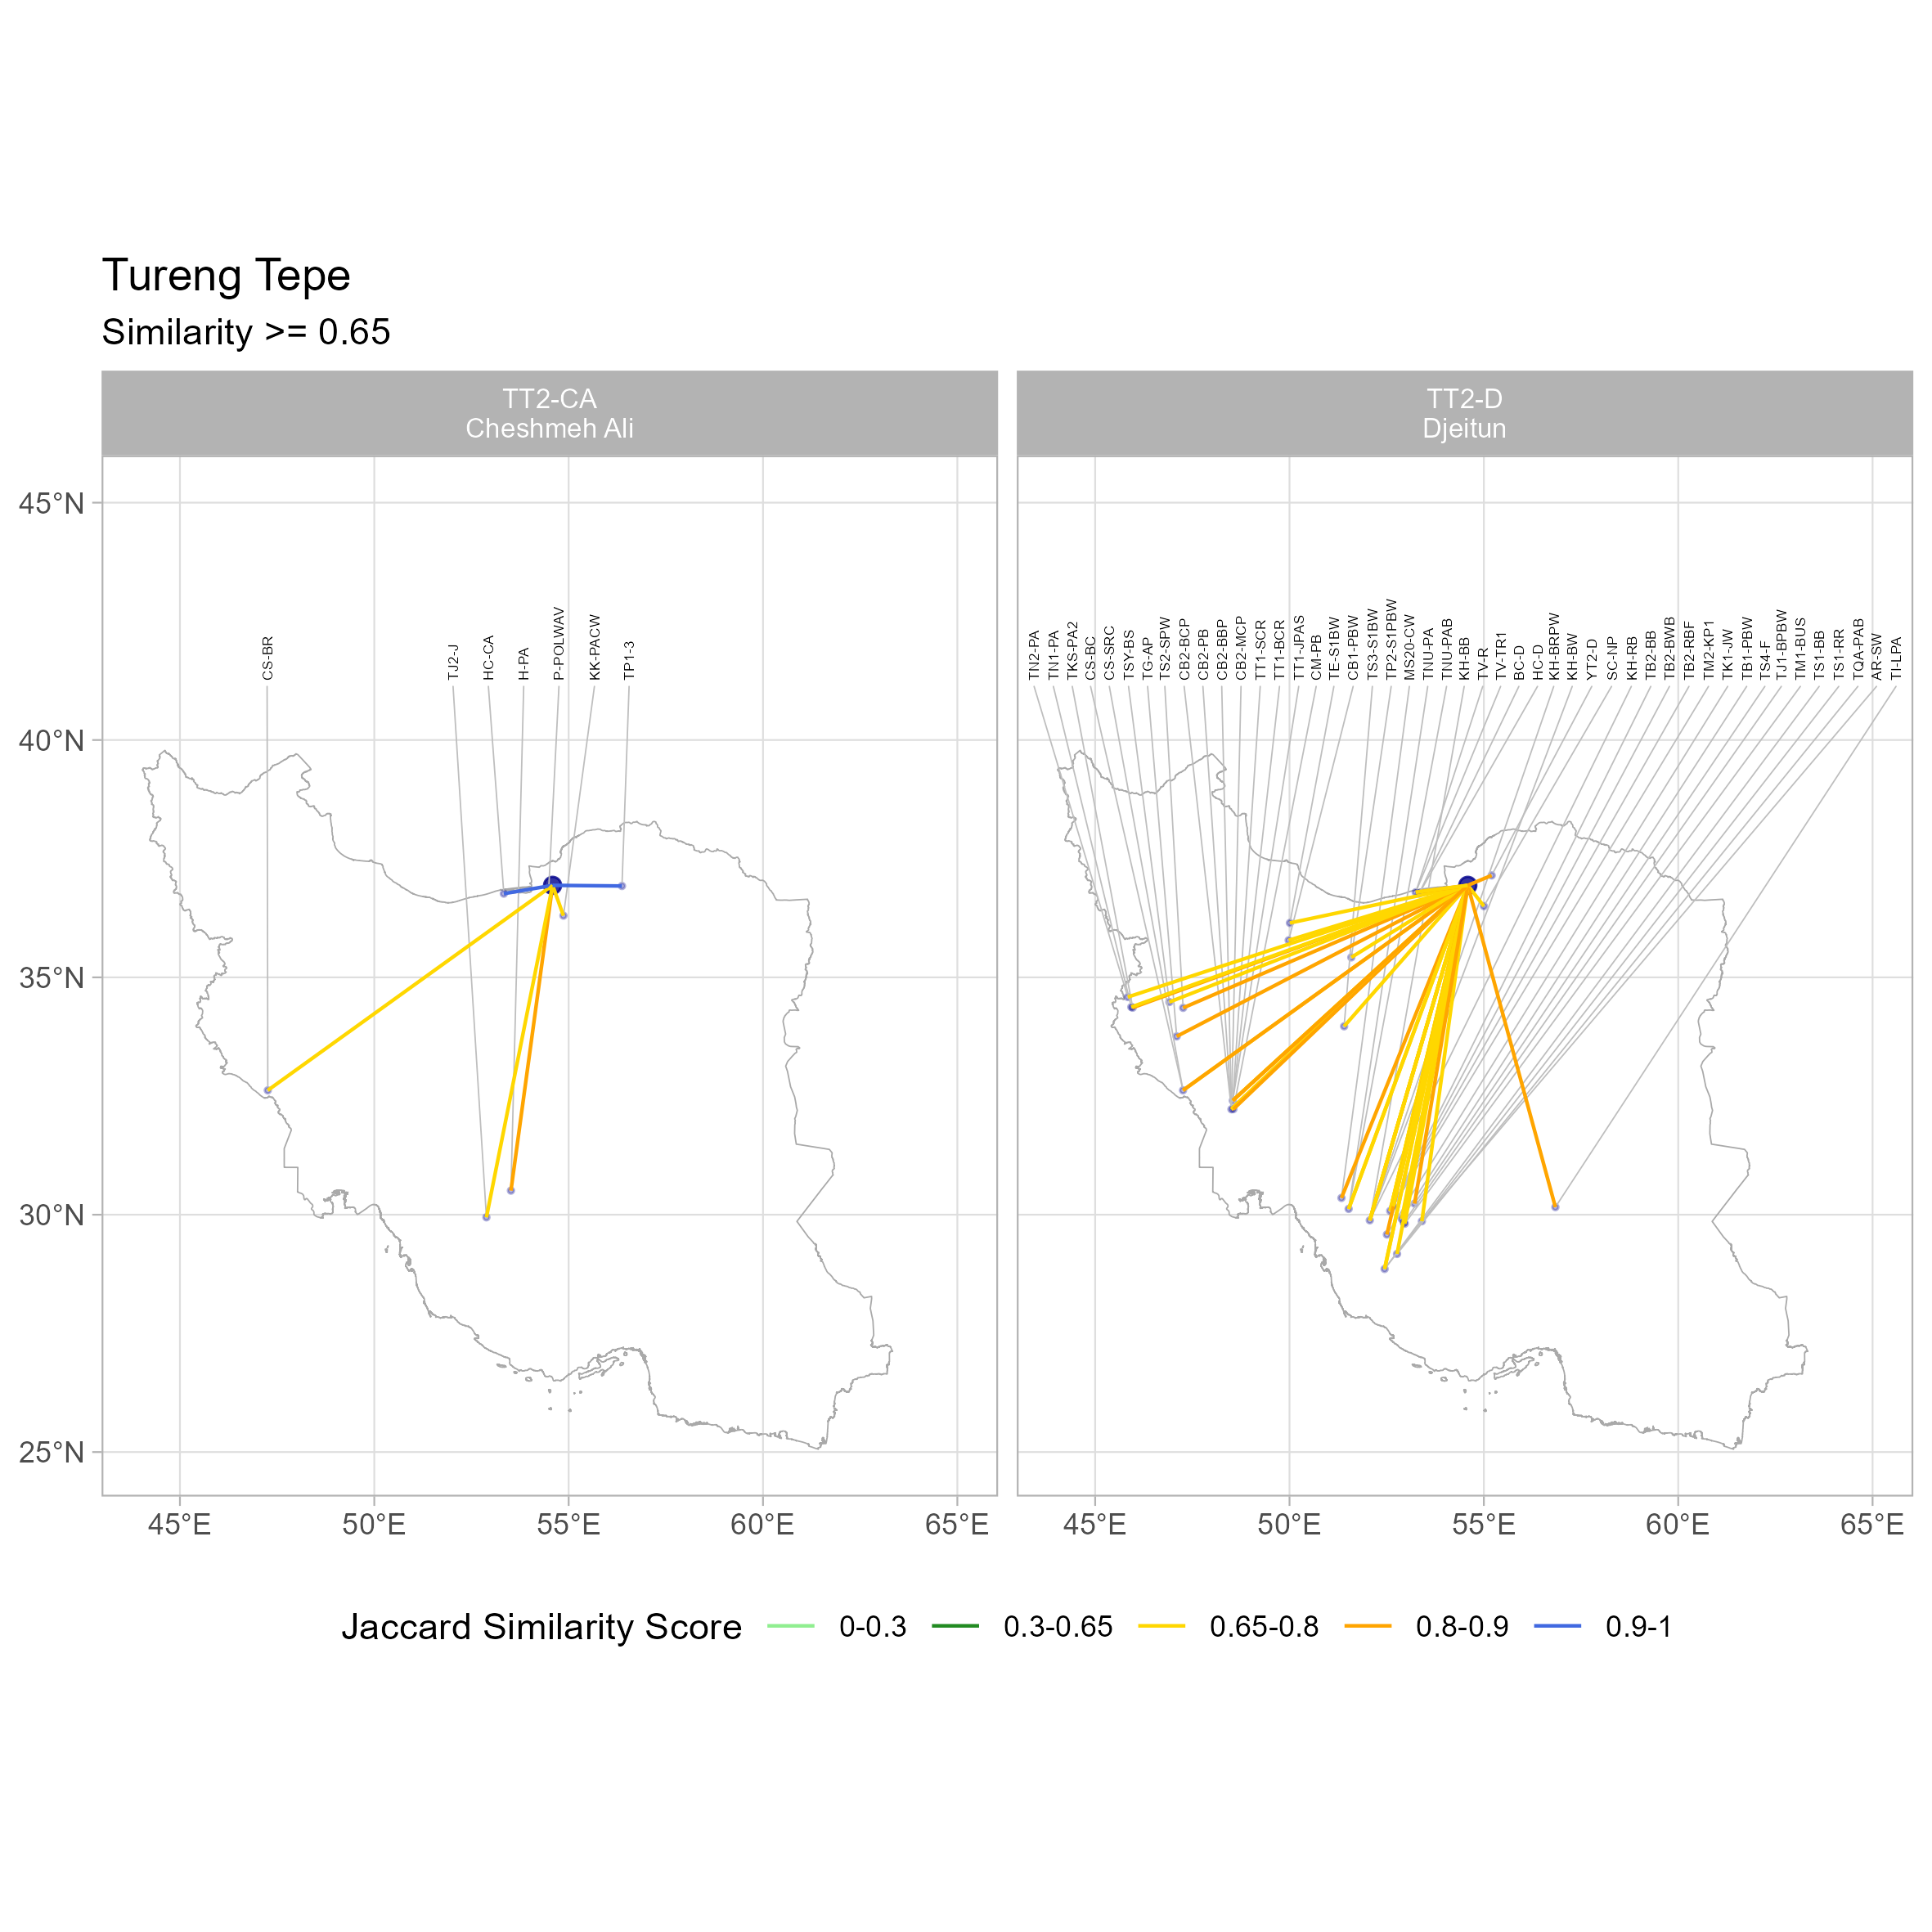 Tureng Tepe
Similarity >= 0.65
TT2-CA
Cheshmeh Ali
TT2-D
Djeitun
45°N
40°N
35°N
30°N
25°N
CS-BR
TJ2-J
HC-CA
H-PA
P-POLWAV
KK-PACW
TP1-3
TN2-PA
TN1-PA
TKS-PA2
CS-BC
CS-SRC
TSY-BS
TG-AP
TS2-SPW
CB2-BCP
CB2-PB
CB2-BBP
CB2-MCP
TT1-SCR
TT1-BCR
TT1-JPAS
CM-PB
TE-S1BW
CB1-PBW
TS3-S1BW
TP2-S1PBW
MS20-CW
TNU-PA
TNU-PAB
KH-BB
TV-R
TV-TR1
BC-D
HC-D
KH-BRPW
KH-BW
YT2-D
SC-NP
KH-RB
TB2-BB
TB2-BWB
TB2-RBF
TM2-KP1
TK1-JW
TB1-PBW
TS4-F
TJ1-BPBW
TM1-BUS
TS1-BB
TS1-RR
TQA-PAB
AR-SW
TI-LPA
45°E 50°E 55°E 60°E 65°E
45°E 50°E 55°E 60°E 65°E
Jaccard Similarity Score 0-0.3 0.3-0.65 0.65-0.8 0.8-0.9 0.9-1